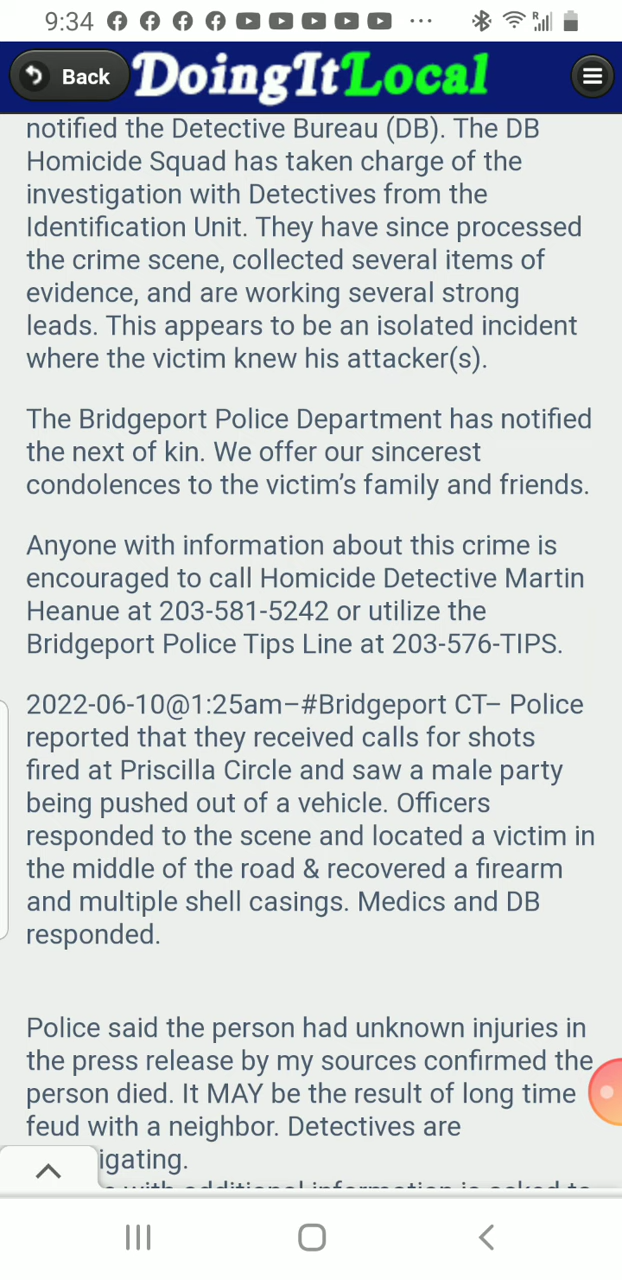 9:34
Back
DoingItLocal
notified the Detective Bureau (DB). The DB
Homicide Squad has taken charge of the
investigation with Detectives from the
Identification Unit. They have since processed
the crime scene, collected several items of
evidence, and are working several strong
leads. This appears to be an isolated incident
where the victim knew his attacker(s).
The Bridgeport Police Department has notified
the next of kin. We offer our sincerest
condolences to the victim’s family and friends.
Anyone with information about this crime is
encouraged to call Homicide Detective Martin
Heanue at 203-581-5242 or utilize the
Bridgeport Police Tips Line at 203-576-TIPS.
2022-06-10@1:25am–#Bridgeport CT– Police
reported that they received calls for shots
fired at Priscilla Circle and saw a male party
being pushed out of a vehicle. Officers
responded to the scene and located a victim in
the middle of the road & recovered a firearm
and multiple shell casings. Medics and DB
responded.
Police said the person had unknown injuries in
the press release by my sources confirmed the
person died. It MAY be the result of long time
feud with a neighbor. Detectives are
igating.
with additional information is asked to